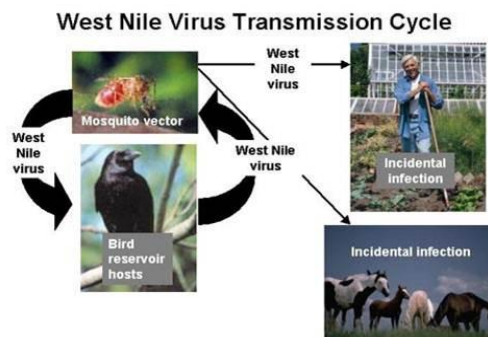 West Nile Virus Transmission Cycle
West
Nile
virus
Mosquito vector
West
Nile
virus
West Nile
virus
Bird
reservoir
hosts
Incidental
infection
Incidental infection